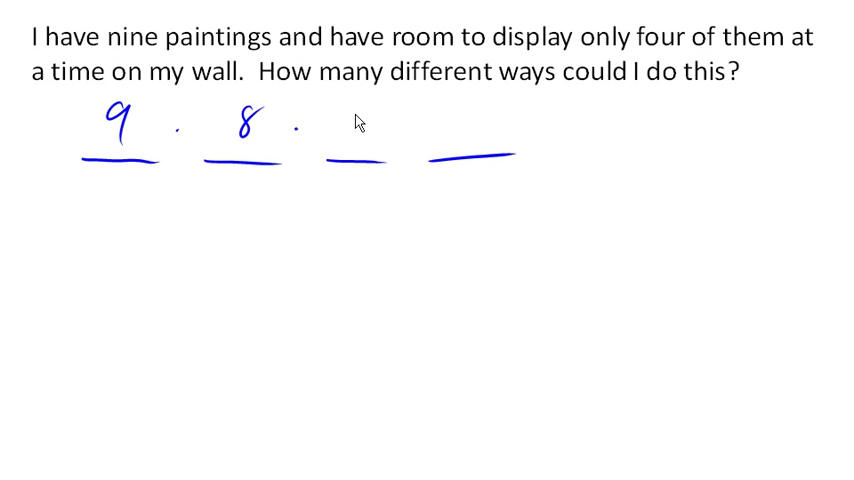 I have nine paintings and have room to display only four of them at
a time on my wall. How many different ways could I do this?
9 · 8 ·